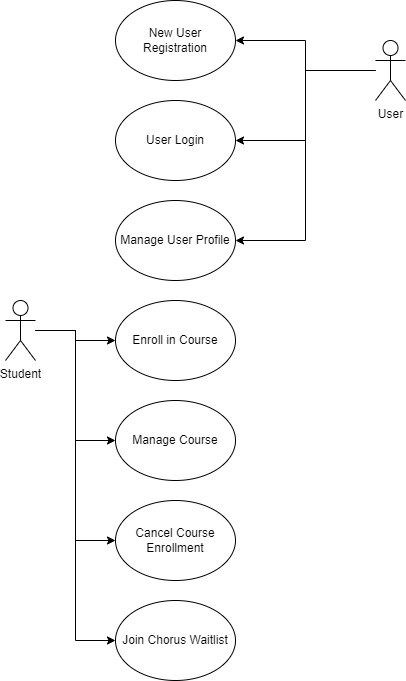 New User
Registration
User
User Login
Manage User Profile
Enroll in Course
Student
Manage Course
Cancel Course
Enrollment
Join Chorus Waitlist